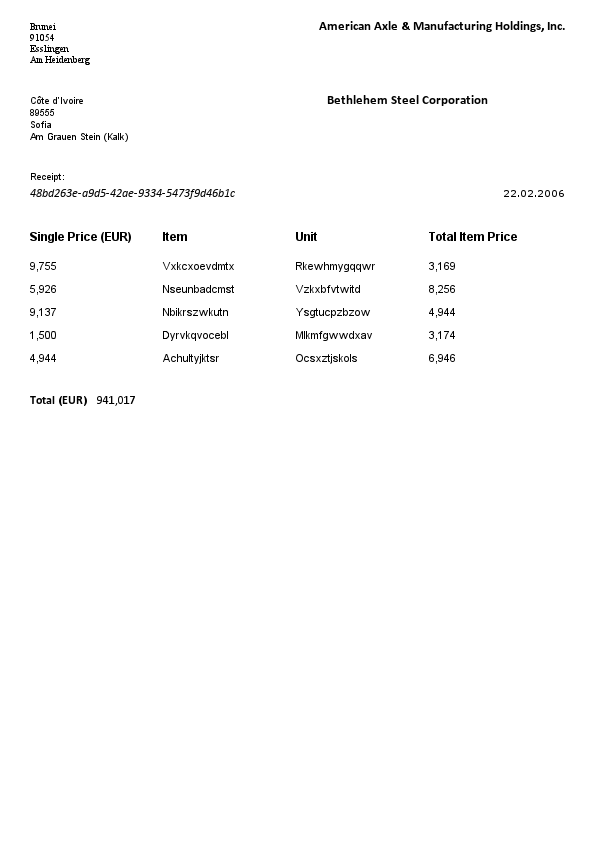 Brunei
91054
Esslingen
Am Heidenberg
American Axle & Manufacturing Holdings, Inc.
Côte d'Ivoire
89555
Sofia
Am Grauen Stein (Kalk)
Bethlehem Steel Corporation
Receipt:
48bd263e-a9d5-42ae-9334-5473f9d46b1c 22.02.2006
Single Price (EUR) Item Unit Total Item Price
9,755 Vxkcxoevdmtx Rkewhmygqqwr 3,169
5,926 Nseunbadcmst Vzkxbfvtwitd 8,256
9,137 Nbikrszwkutn Ysgtucpzbzow 4,944
1,500 Dyrvkqvocebl Mlkmfgwwdxav 3,174
4,944 Achultyjktsr Ocsxztjskols 6,946
Total (EUR) 941,017